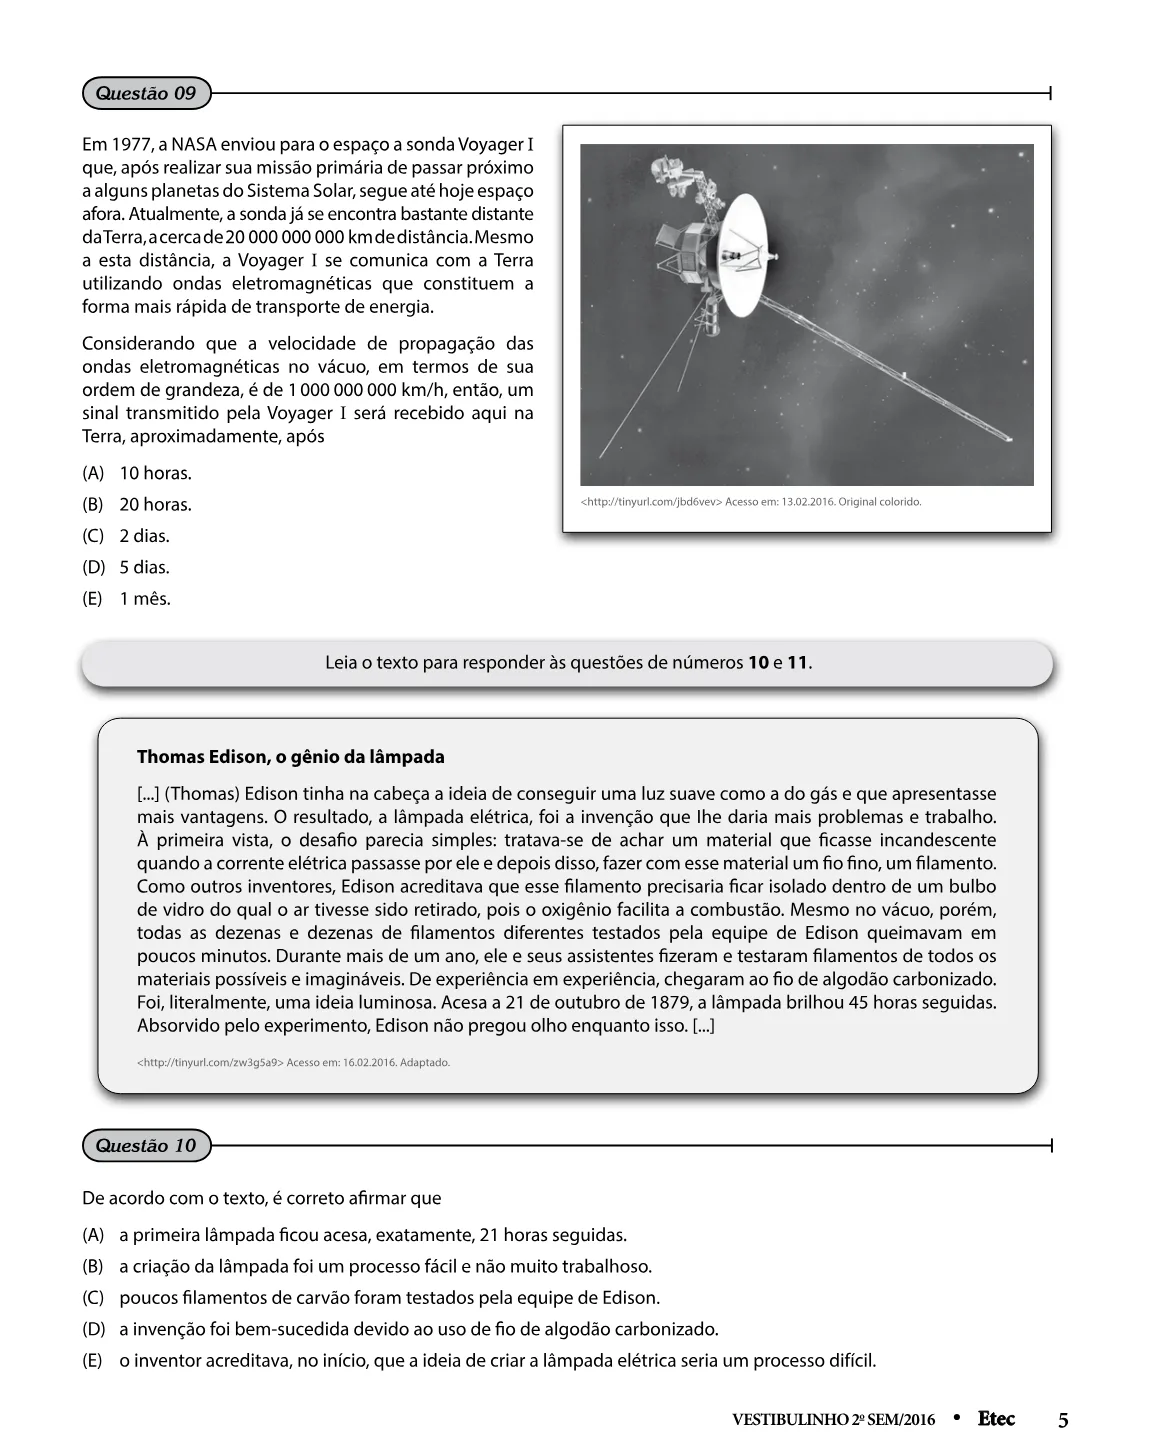 Questão 09
Em 1977, a NASA enviou para o espaço a sonda Voyager I
que, após realizar sua missão primária de passar próximo
a alguns planetas do Sistema Solar, segue até hoje espaço
afora. Atualmente, a sonda já se encontra bastante distante
da Terra, a cerca de 20 000 000 000 km de distância. Mesmo
a esta distância, a Voyager I se comunica com a Terra
utilizando ondas eletromagnéticas que constituem a
forma mais rápida de transporte de energia.
Considerando que a velocidade de propagação das
ondas eletromagnéticas no vácuo, em termos de sua
ordem de grandeza, é de 1 000 000 000 km/h, então, um
sinal transmitido pela Voyager I será recebido aqui na
Terra, aproximadamente, após
(A) 10 horas.
(B) 20 horas.
(C) 2 dias.
(D) 5 dias.
(E) 1 mês.
<http://tinyurl.com/jbd6vev> Acesso em: 13.02.2016. Original colorido.
Leia o texto para responder às questões de números 10 e 11.
Thomas Edison, o gênio da lâmpada
[...] (Thomas) Edison tinha na cabeça a ideia de conseguir uma luz suave como a do gás e que apresentasse
mais vantagens. O resultado, a lâmpada elétrica, foi a invenção que lhe daria mais problemas e trabalho.
À primeira vista, o desafio parecia simples: tratava-se de achar um material que ficasse incandescente
quando a corrente elétrica passasse por ele e depois disso, fazer com esse material um fio fino, um filamento.
Como outros inventores, Edison acreditava que esse filamento precisaria ficar isolado dentro de um bulbo
de vidro do qual o ar tivesse sido retirado, pois o oxigênio facilita a combustão. Mesmo no vácuo, porém,
todas as dezenas e dezenas de filamentos diferentes testados pela equipe de Edison queimavam em
poucos minutos. Durante mais de um ano, ele e seus assistentes fizeram e testaram filamentos de todos os
materiais possíveis e imagináveis. De experiência em experiência, chegaram ao fio de algodão carbonizado.
Foi, literalmente, uma ideia luminosa. Acesa a 21 de outubro de 1879, a lâmpada brilhou 45 horas seguidas.
Absorvido pelo experimento, Edison não pregou olho enquanto isso. [...]
<http://tinyurl.com/zw3g5a9> Acesso em: 16.02.2016. Adaptado.
Questão 10
De acordo com o texto, é correto afirmar que
(A) a primeira lâmpada ficou acesa, exatamente, 21 horas seguidas.
(B) a criação da lâmpada foi um processo fácil e não muito trabalhoso.
(C) poucos filamentos de carvão foram testados pela equipe de Edison.
(D) a invenção foi bem-sucedida devido ao uso de fio de algodão carbonizado.
(E) o inventor acreditava, no início, que a ideia de criar a lâmpada elétrica seria um processo difícil.
VESTIBULINHO 2º SEM/2016 • Etec 5